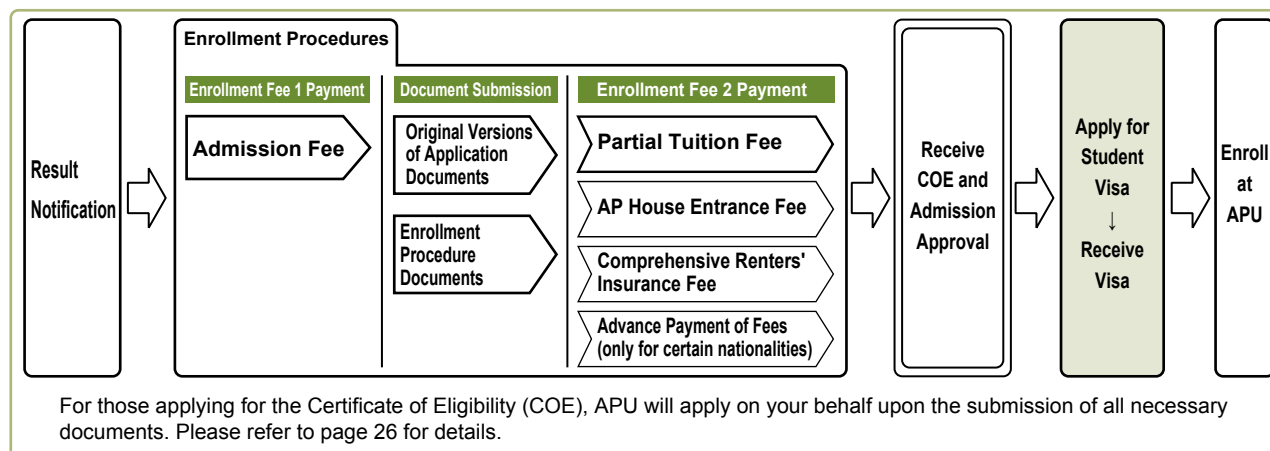 Result
Notification
Enrollment Procedures
Enrollment Fee 1 Payment
Admission Fee
Document Submission
Original Versions
of Application
Documents
Enrollment
Procedure
Documents
Enrollment Fee 2 Payment
Partial Tuition Fee
AP House Entrance Fee
Comprehensive Renters'
Insurance Fee
Advance Payment of Fees
(only for certain nationalities)
Receive
COE and
Admission
Approval
Apply for
Student
Visa
↓
Receive
Visa
Enroll
at
APU
For those applying for the Certificate of Eligibility (COE), APU will apply on your behalf upon the submission of all necessary
documents. Please refer to page 26 for details.